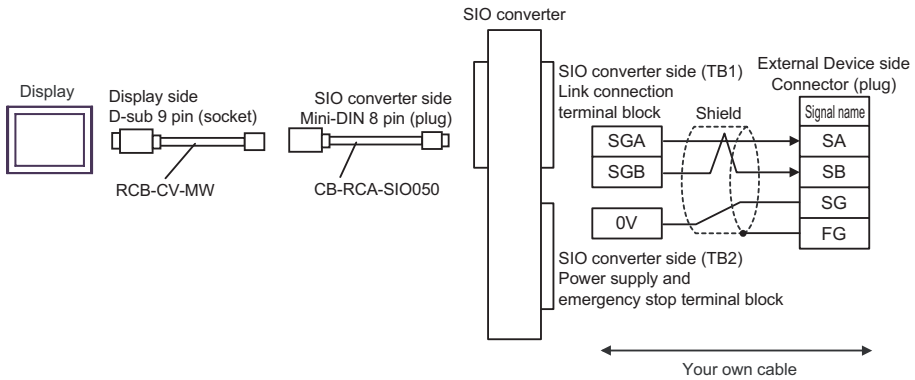 SIO converter
Display
Display side
D-sub 9 pin (socket)
RCB-CV-MW
SIO converter side
Mini-DIN 8 pin (plug)
CB-RCA-SIO050
SIO converter side (TB1)
Link connection
terminal block
Shield
External Device side
Connector (plug)
Signal name
SGA
SA
SGB
SB
SG
0V
FG
SIO converter side (TB2)
Power supply and
emergency stop terminal block
Your own cable